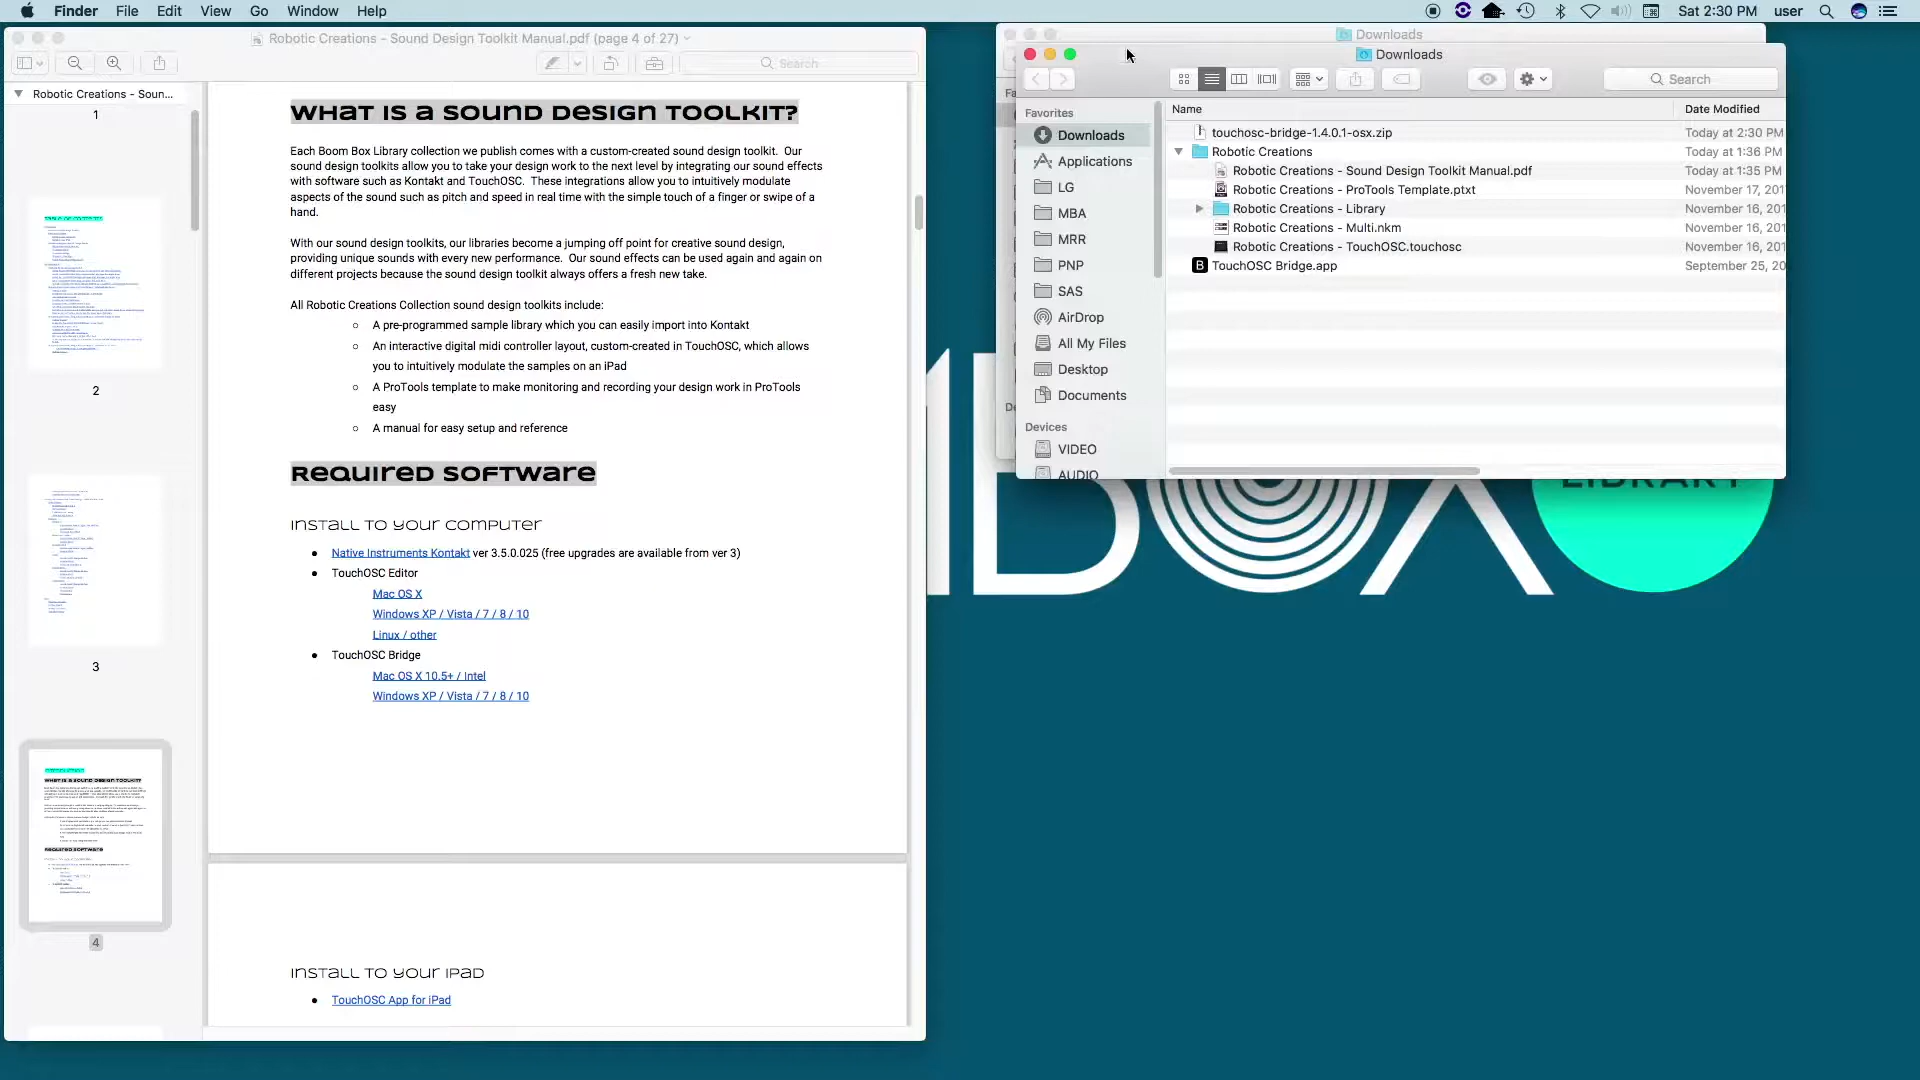 Finder File Edit View Go Window Help
Sat 2:30 PM user
Robotic Creations - Sound Design Toolkit Manual.pdf (page 4 of 27)
Search
Robotic Creations - Soun...
1
2
3
4
WHAT IS a SOUND DESIGN TOOLKIT?
Each Boom Box Library collection we publish comes with a custom-created sound design toolkit. Our
sound design toolkits allow you to take your design work to the next level by integrating our sound effects
with software such as Kontakt and TouchOSC. These integrations allow you to intuitively modulate
aspects of the sound such as pitch and speed in real time with the simple touch of a finger or swipe of a
hand.
With our sound design toolkits, our libraries become a jumping off point for creative sound design,
providing unique sounds with every new performance. Our sound effects can be used again and again on
different projects because the sound design toolkit always offers a fresh new take.
All Robotic Creations Collection sound design toolkits include:
○ A pre-programmed sample library which you can easily import into Kontakt
○ An interactive digital midi controller layout, custom-created in TouchOSC, which allows
you to intuitively modulate the samples on an iPad
○ A ProTools template to make monitoring and recording your design work in ProTools
easy
○ A manual for easy setup and reference
REQUIRED SOFTWARE
INSTALL TO YOUR COMPUTER
● Native Instruments Kontakt ver 3.5.0.025 (free upgrades are available from ver 3)
● TouchOSC Editor
Mac OS X
Windows XP / Vista / 7 / 8 / 10
Linux / other
● TouchOSC Bridge
Mac OS X 10.5+ / Intel
Windows XP / Vista / 7 / 8 / 10
INSTALL TO YOUR IPAD
● TouchOSC App for iPad
Downloads
Downloads
Search
Favorites
Downloads
Applications
LG
MBA
MRR
PNP
SAS
AirDrop
All My Files
Desktop
Documents
Devices
VIDEO
AUDIO
Name Date Modified
touchosc-bridge-1.4.0.1-osx.zip Today at 2:30 PM
Robotic Creations Today at 1:36 PM
Robotic Creations - Sound Design Toolkit Manual.pdf Today at 1:35 PM
Robotic Creations - ProTools Template.ptxt November 17, 201
Robotic Creations - Library November 16, 201
Robotic Creations - Multi.nkm November 16, 201
Robotic Creations - TouchOSC.touchosc November 16, 201
TouchOSC Bridge.app September 25, 20
BOX
LIBRARY